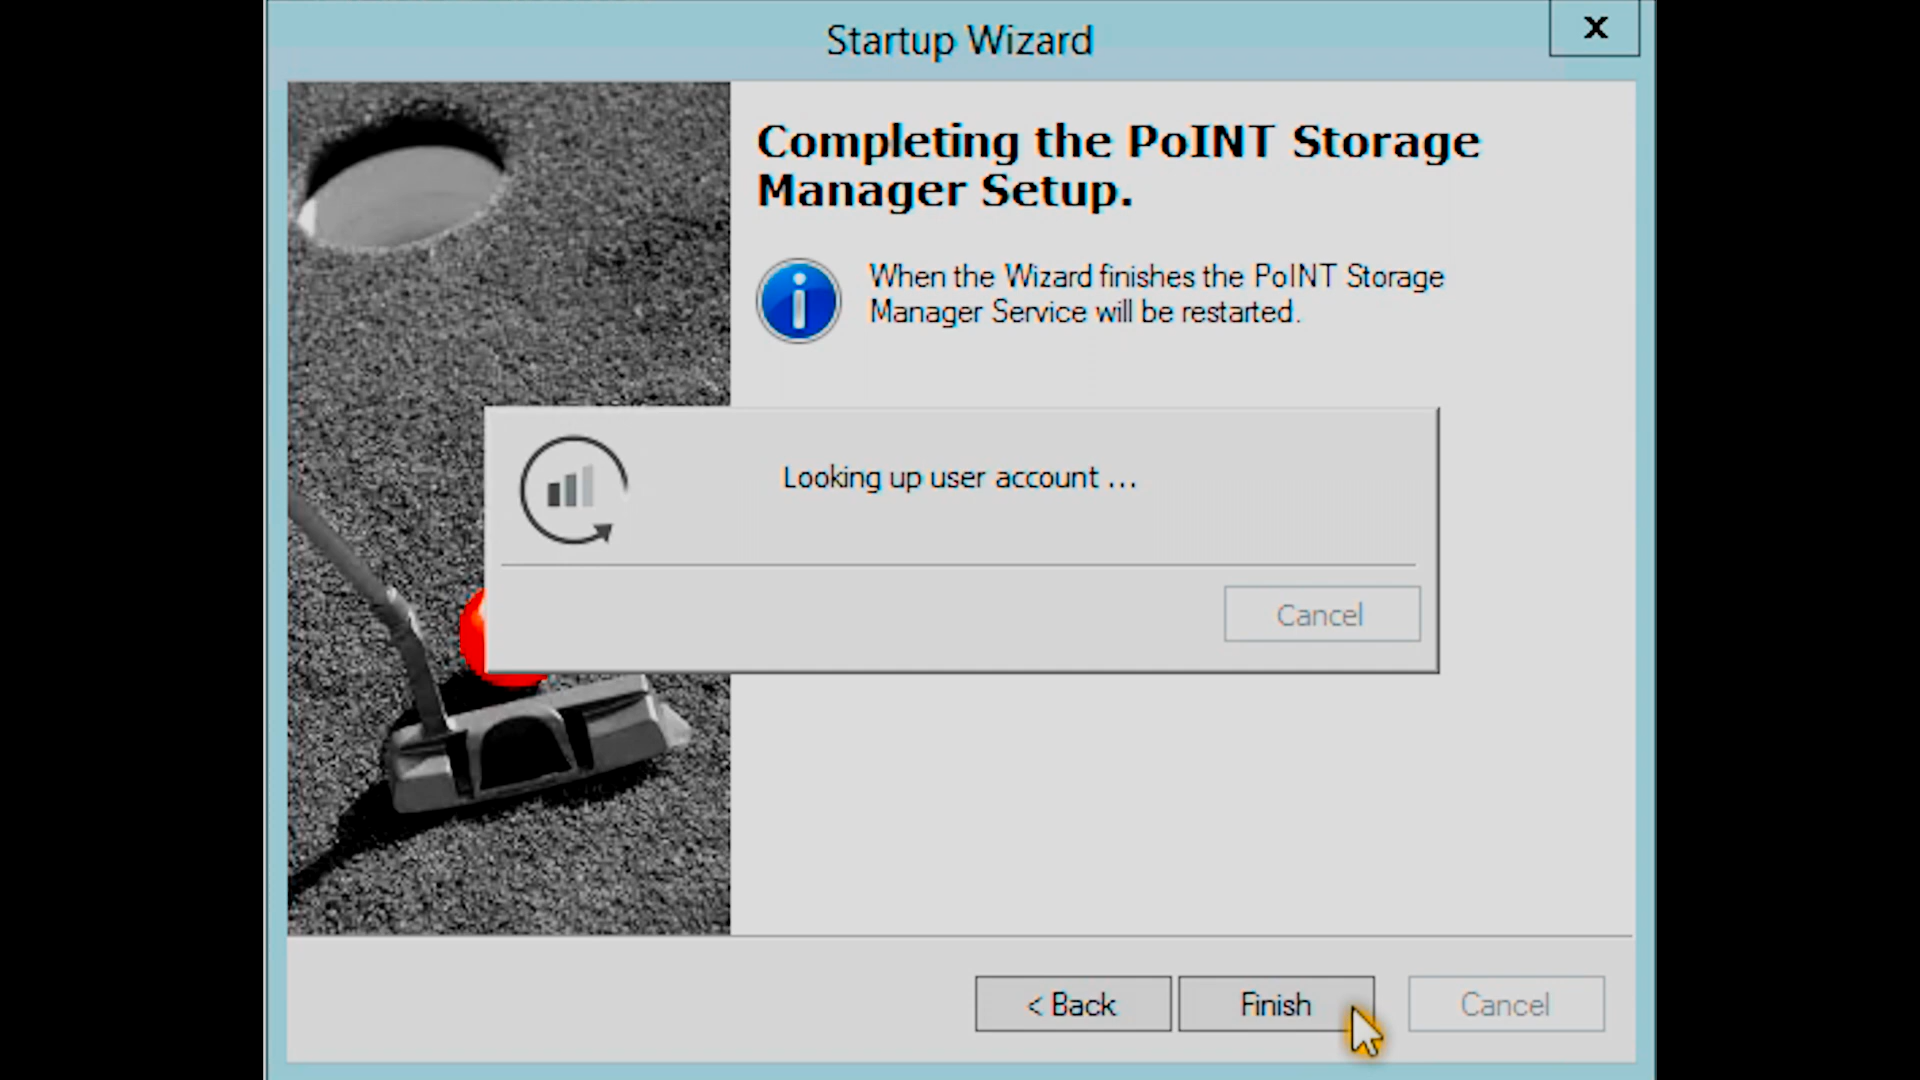 Startup Wizard
x
Completing the PoINT Storage
Manager Setup.
When the Wizard finishes the PoINT Storage
Manager Service will be restarted.
Looking up user account ...
Cancel
< Back
Finish
Cancel